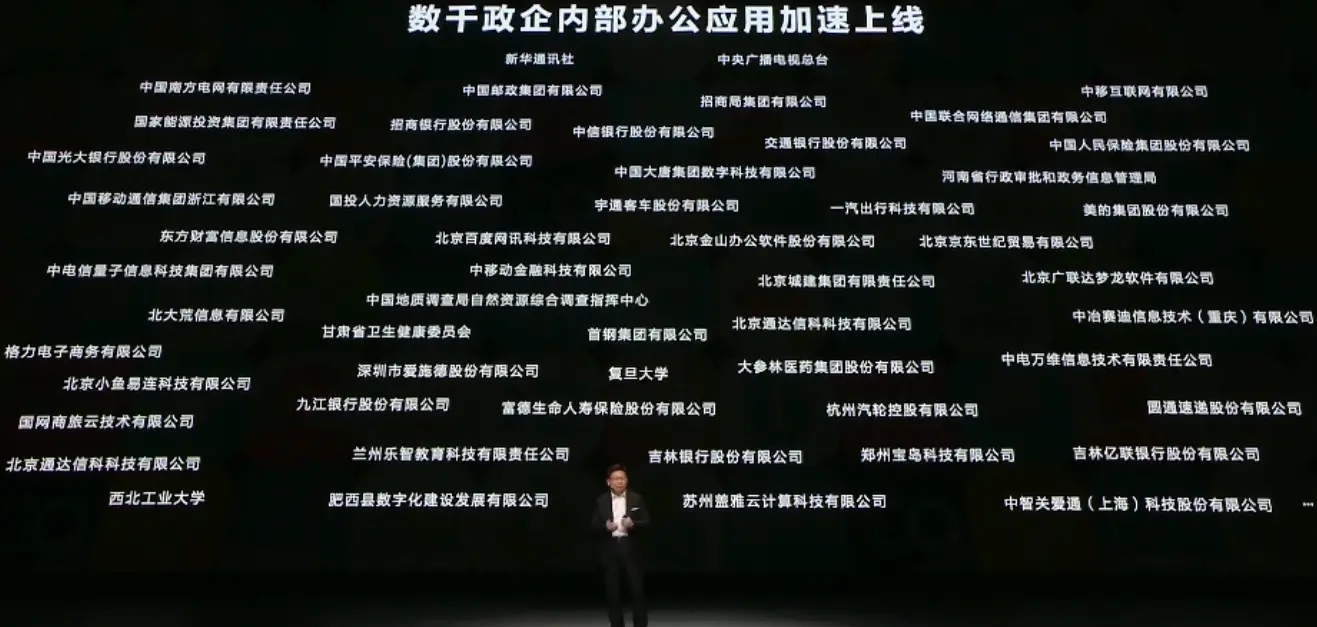 数千政企内部办公应用加速上线
新华通讯社 中央广播电视总台
中国南方电网有限责任公司 中国邮政集团有限公司 招商局集团有限公司 中移互联网有限公司
国家能源投资集团有限责任公司 招商银行股份有限公司 中信银行股份有限公司 交通银行股份有限公司 中国联合网络通信集团有限公司
中国光大银行股份有限公司 中国平安保险(集团)股份有限公司 中国大唐集团数字科技有限公司 中国人民保险集团股份有限公司
河南省行政审批和政务信息管理局
中国移动通信集团浙江有限公司 国投人力资源服务有限公司 宇通客车股份有限公司 一汽出行科技有限公司 美的集团股份有限公司
东方财富信息股份有限公司 北京百度网讯科技有限公司 北京金山办公软件股份有限公司 北京京东世纪贸易有限公司
中电信量子信息科技集团有限公司 中移动金融科技有限公司 北京城建集团有限责任公司 北京广联达梦龙软件有限公司
中国地质调查局自然资源综合调查指挥中心
北大荒信息有限公司 甘肃省卫生健康委员会 首钢集团有限公司 北京通达信科科技有限公司 中冶赛迪信息技术（重庆）有限公司
格力电子商务有限公司 深圳市爱施德股份有限公司 复旦大学 大参林医药集团股份有限公司 中电万维信息技术有限责任公司
北京小鱼易连科技有限公司 九江银行股份有限公司 富德生命人寿保险股份有限公司 杭州汽轮控股有限公司 圆通速递股份有限公司
国网商旅云技术有限公司
北京通达信科科技有限公司 兰州乐智教育科技有限责任公司 吉林银行股份有限公司 郑州宝岛科技有限公司 吉林亿联银行股份有限公司
西北工业大学 肥西县数字化建设发展有限公司 苏州盖雅云计算科技有限公司 中智关爱通（上海）科技股份有限公司 ...